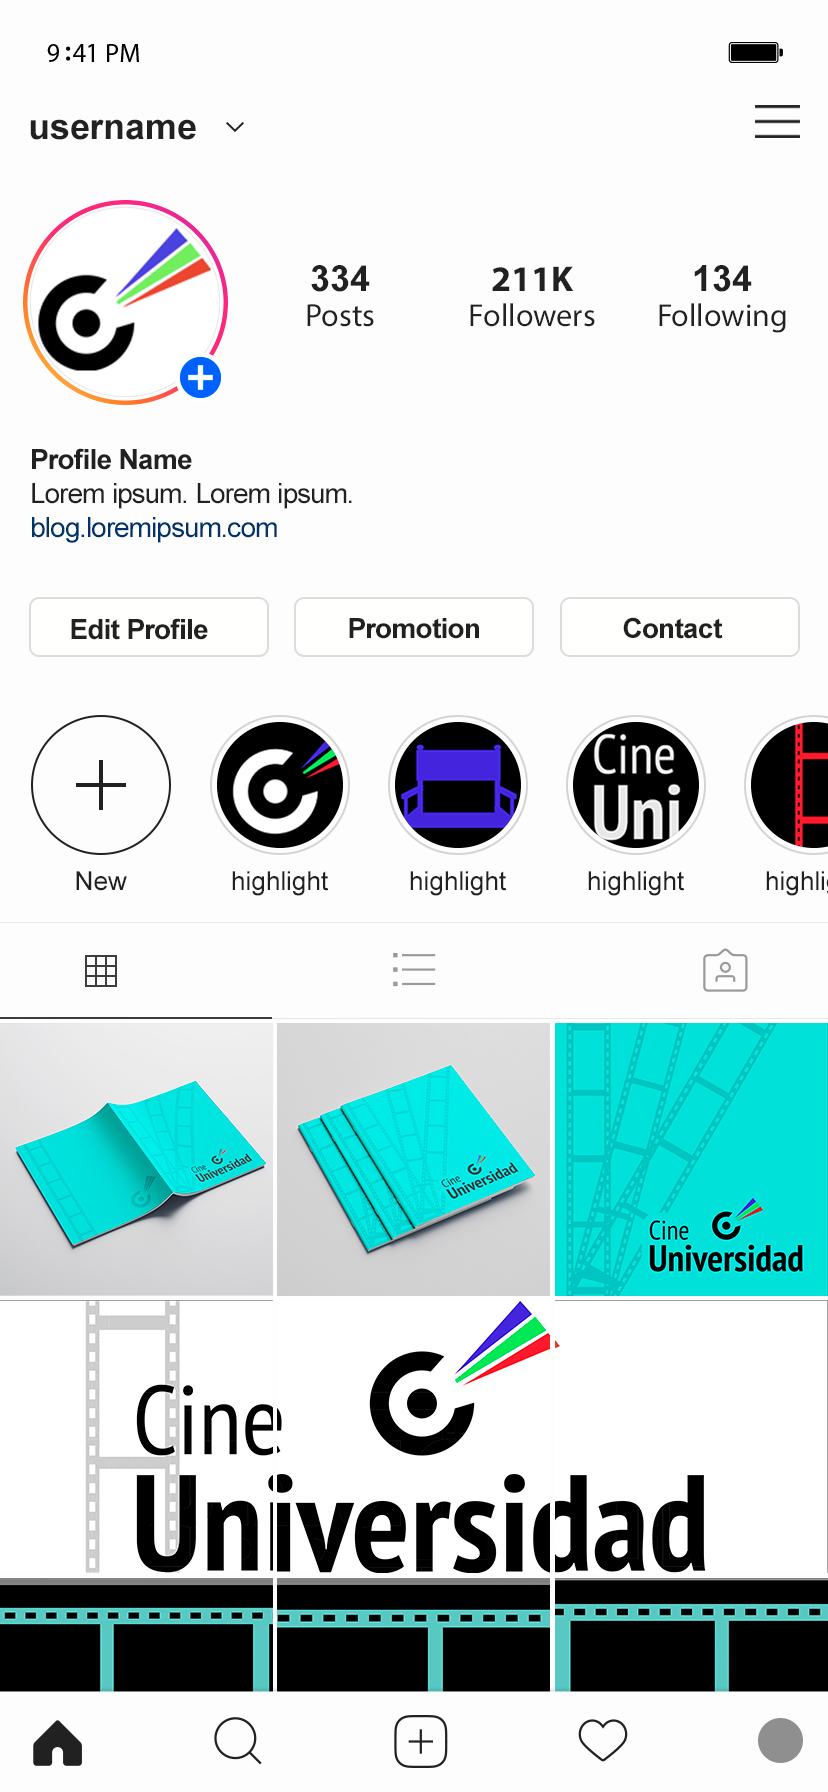 9:41 PM
username
334
Posts
211K
Followers
134
Following
Profile Name
Lorem ipsum. Lorem ipsum.
blog.loremipsum.com
Edit Profile
Promotion
Contact
Cine
Uni
New
highlight
highlight
highlight
highli
Cine
Universidad
Cine
Universidad
Cine
Universidad
Cine
Universidad